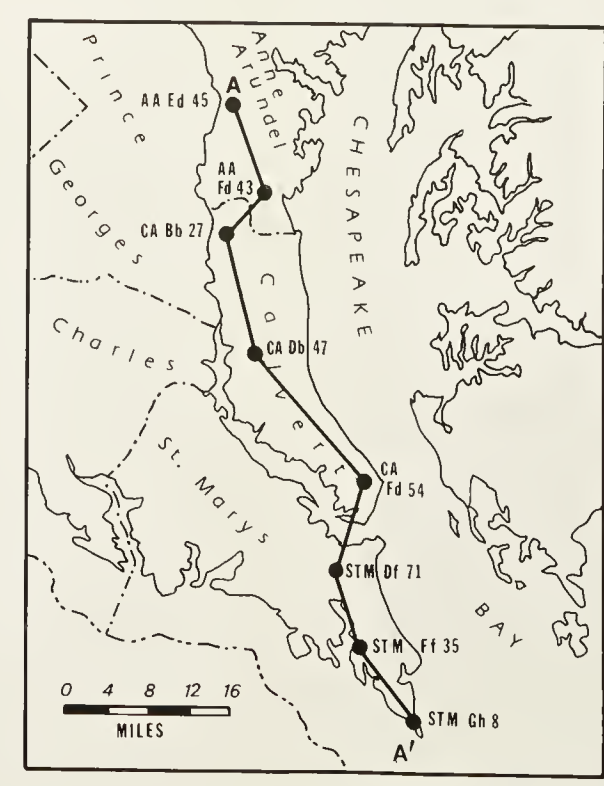 Prince
Georges
Anne
Arundel
A
AA Ed 45
AA
Fd 43
CA Bb 27
CHESAPEAKE
Calvert
Charles
CA Db 47
St. Marys
CA
Fd 54
STM Df 71
BAY
STM Ff 35
STM Gh 8
A'
0 4 8 12 16
MILES